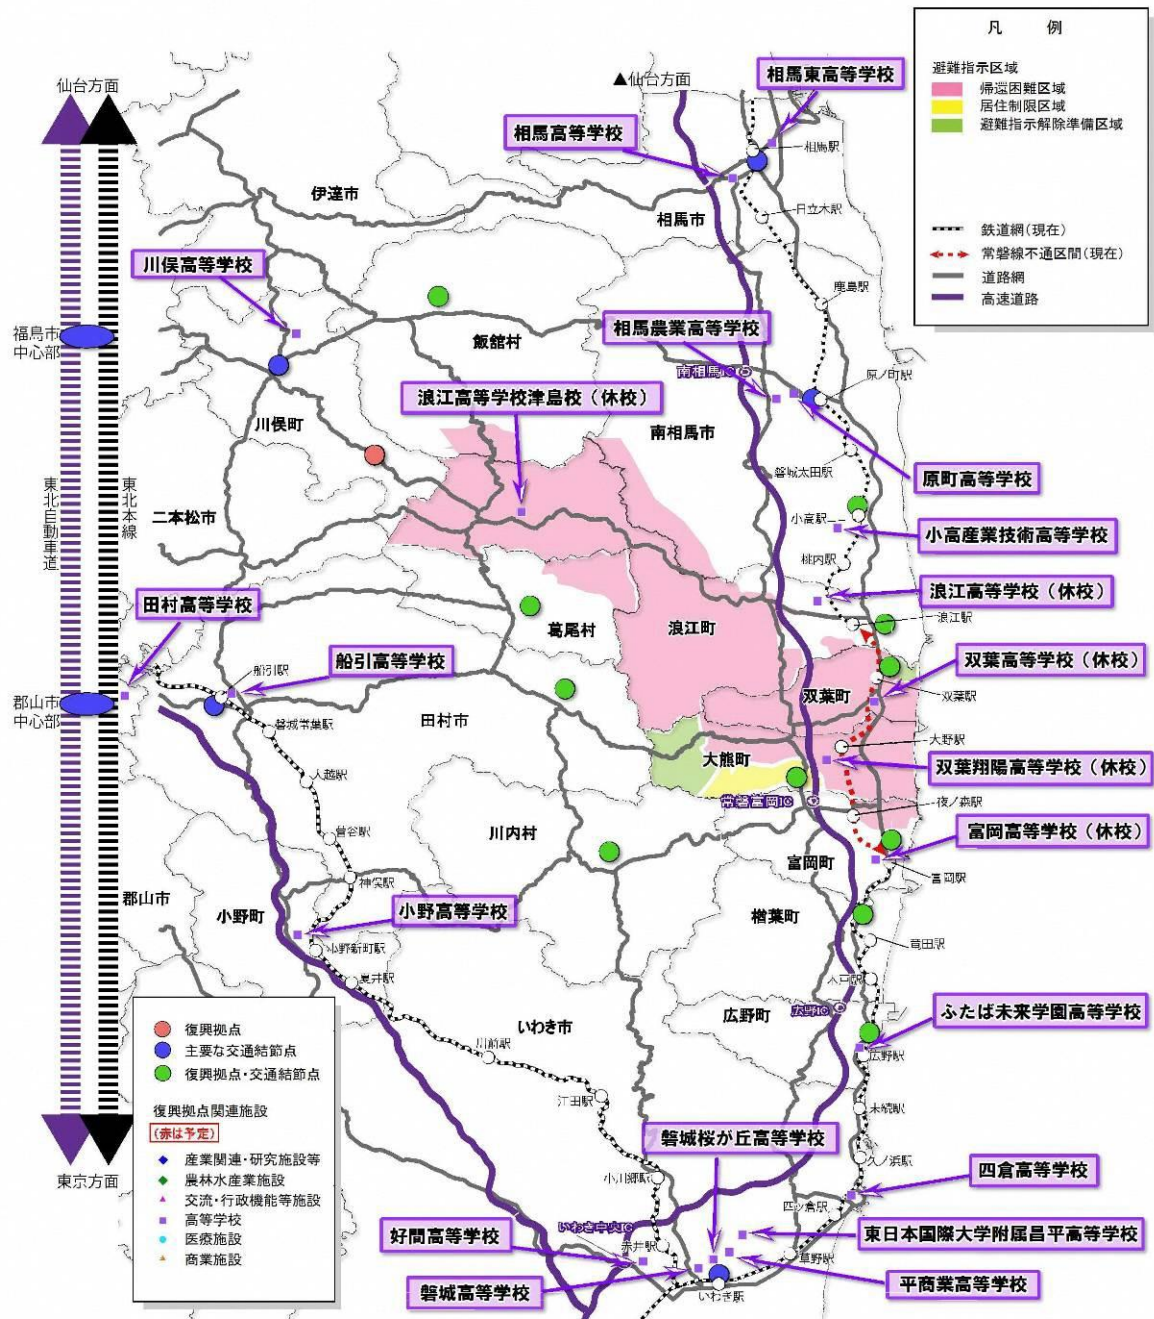 凡 例
避難指示区域
帰還困難区域
居住制限区域
避難指示解除準備区域
鉄道網(現在)
常磐線不通区間(現在)
道路網
高速道路
仙台方面
▲仙台方面
相馬東高等学校
相馬高等学校
相馬駅
伊達市
日立木駅
相馬市
川俣高等学校
鹿島駅
福島市
中心部
飯舘村
相馬農業高等学校
南相馬IC
原ノ町駅
浪江高等学校津島校(休校)
川俣町
南相馬市
磐城太田駅
原町高等学校
東北自動車道
東北本線
二本松市
小高駅
小高産業技術高等学校
桃内駅
田村高等学校
浪江高等学校(休校)
浪江駅
葛尾村
浪江町
船引高等学校
船引駅
双葉高等学校(休校)
双葉町
双葉駅
郡山市
中心部
田村市
磐城常葉駅
大野駅
大熊町
双葉翔陽高等学校(休校)
大越駅
常磐富岡IC
夜ノ森駅
菅谷駅
川内村
富岡高等学校(休校)
富岡町
富岡駅
神俣駅
郡山市
小野町
小野高等学校
楢葉町
竜田駅
小野新町駅
夏井駅
木戸駅
広野町
広野IC
ふたば未来学園高等学校
いわき市
川前駅
広野駅
江田駅
末続駅
磐城桜が丘高等学校
久ノ浜駅
四倉高等学校
小川郷駅
四ツ倉駅
いわき中央IC
好間高等学校
赤井駅
東日本国際大学附属昌平高等学校
草野駅
平商業高等学校
磐城高等学校
いわき駅
東京方面
復興拠点
主要な交通結節点
復興拠点・交通結節点
復興拠点関連施設
(赤は予定)
産業関連・研究施設等
農林水産業施設
交流・行政機能等施設
高等学校
医療施設
商業施設